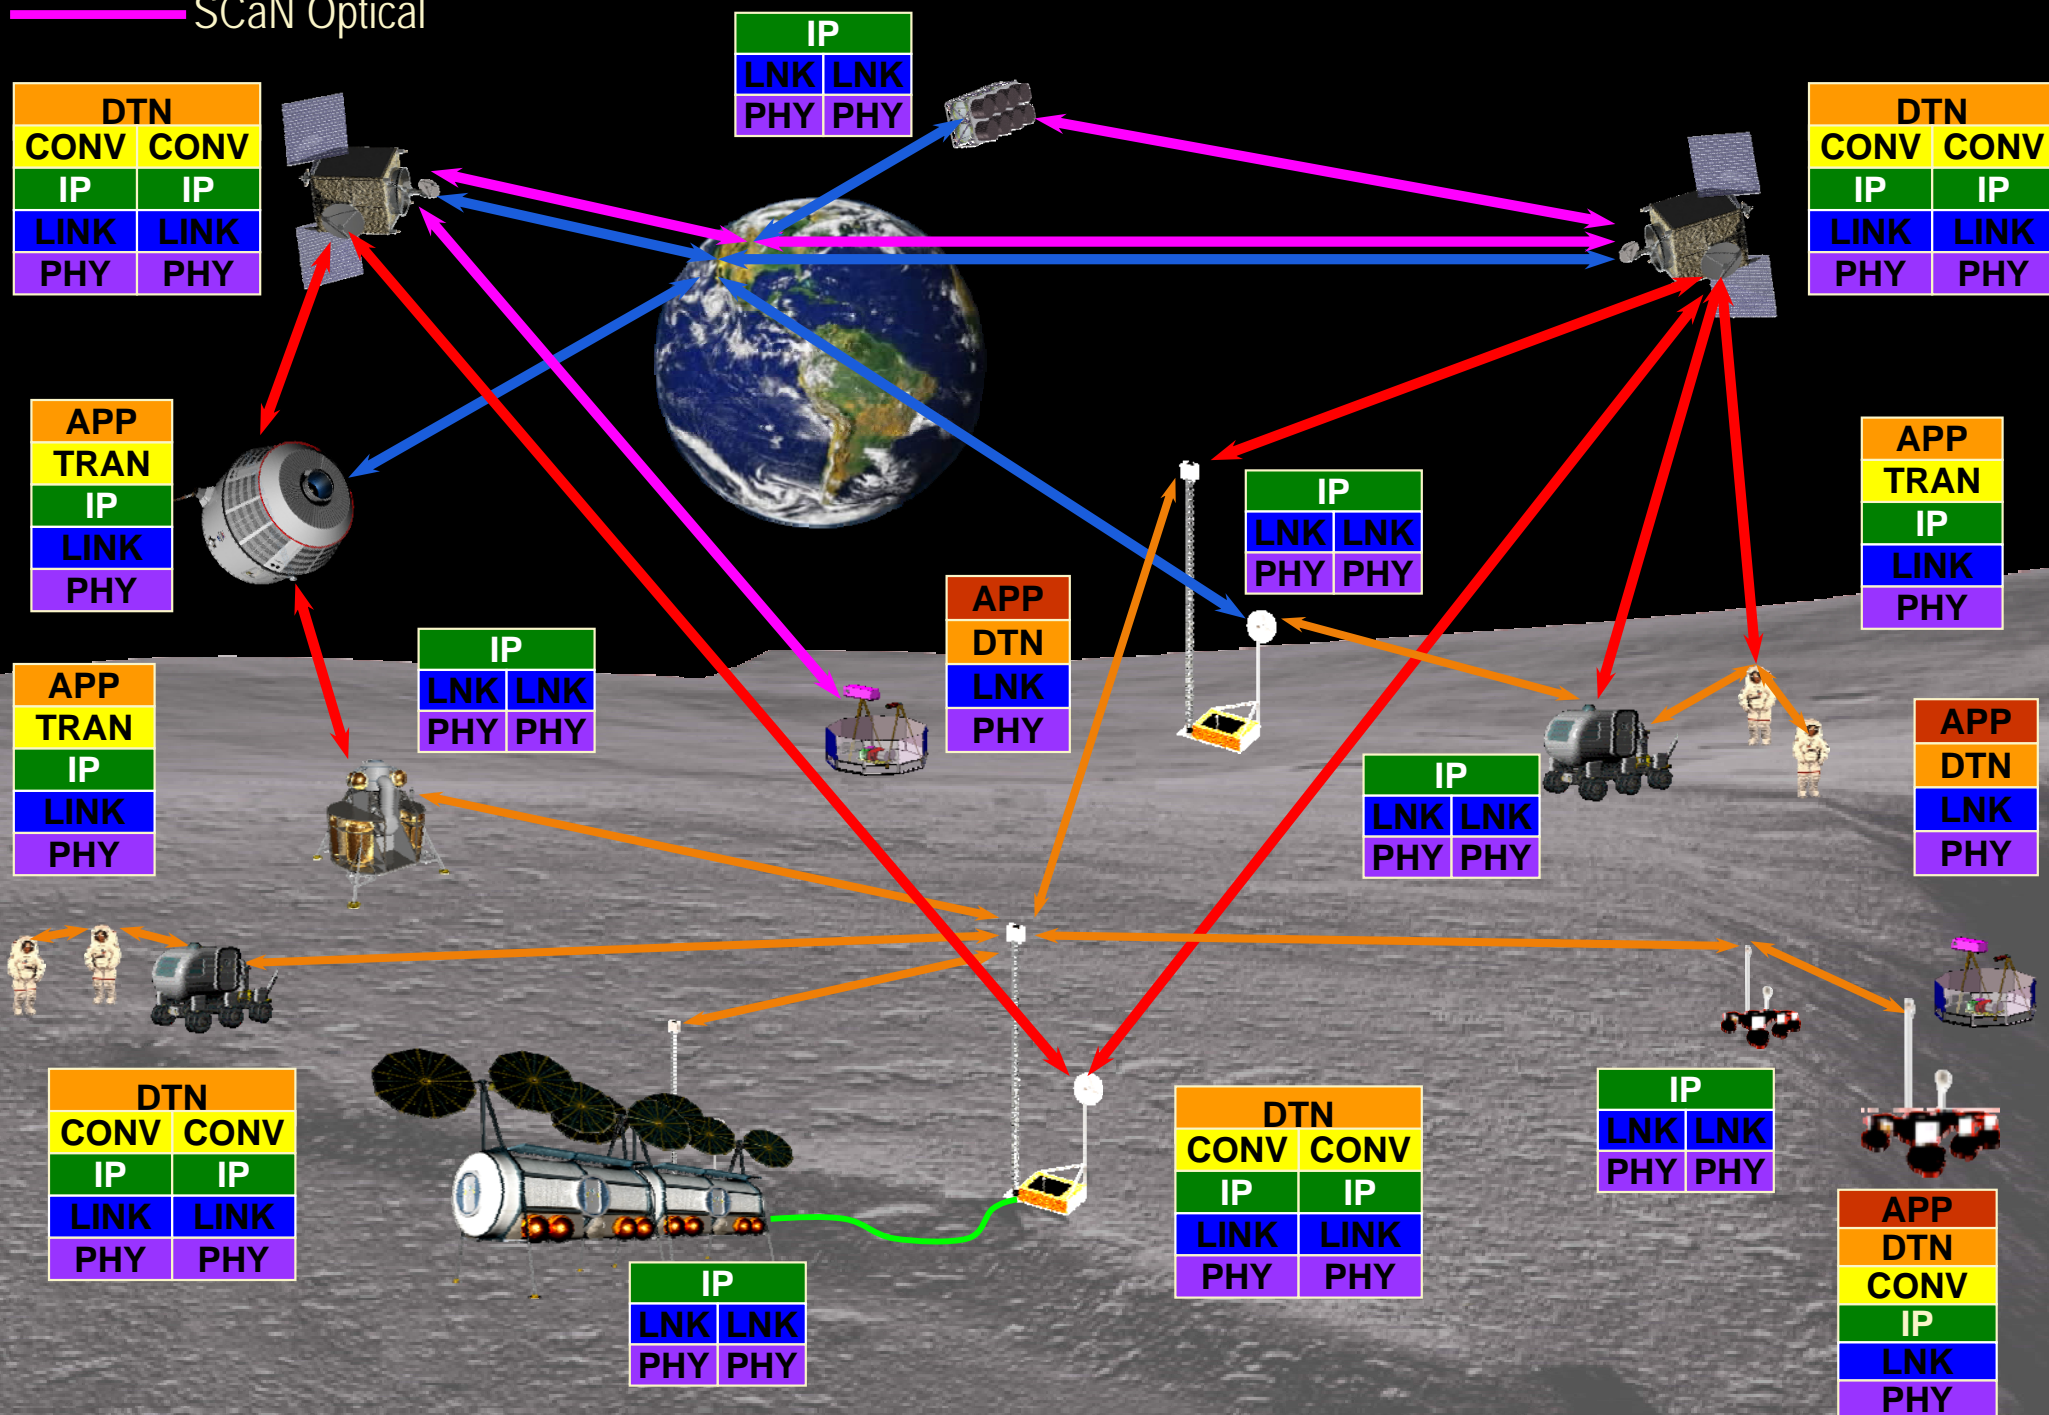 SCaN Optical
IP
LNK LNK
PHY PHY
DTN
CONV CONV
IP IP
LINK LINK
PHY PHY
DTN
CONV CONV
IP IP
LINK LINK
PHY PHY
APP
TRAN
IP
LINK
PHY
APP
TRAN
IP
LINK
PHY
IP
LNK LNK
PHY PHY
APP
DTN
LNK
PHY
IP
LNK LNK
PHY PHY
APP
TRAN
IP
LINK
PHY
APP
DTN
LNK
PHY
IP
LNK LNK
PHY PHY
DTN
CONV CONV
IP IP
LINK LINK
PHY PHY
DTN
CONV CONV
IP IP
LINK LINK
PHY PHY
IP
LNK LNK
PHY PHY
IP
LNK LNK
PHY PHY
APP
DTN
CONV
IP
LNK
PHY